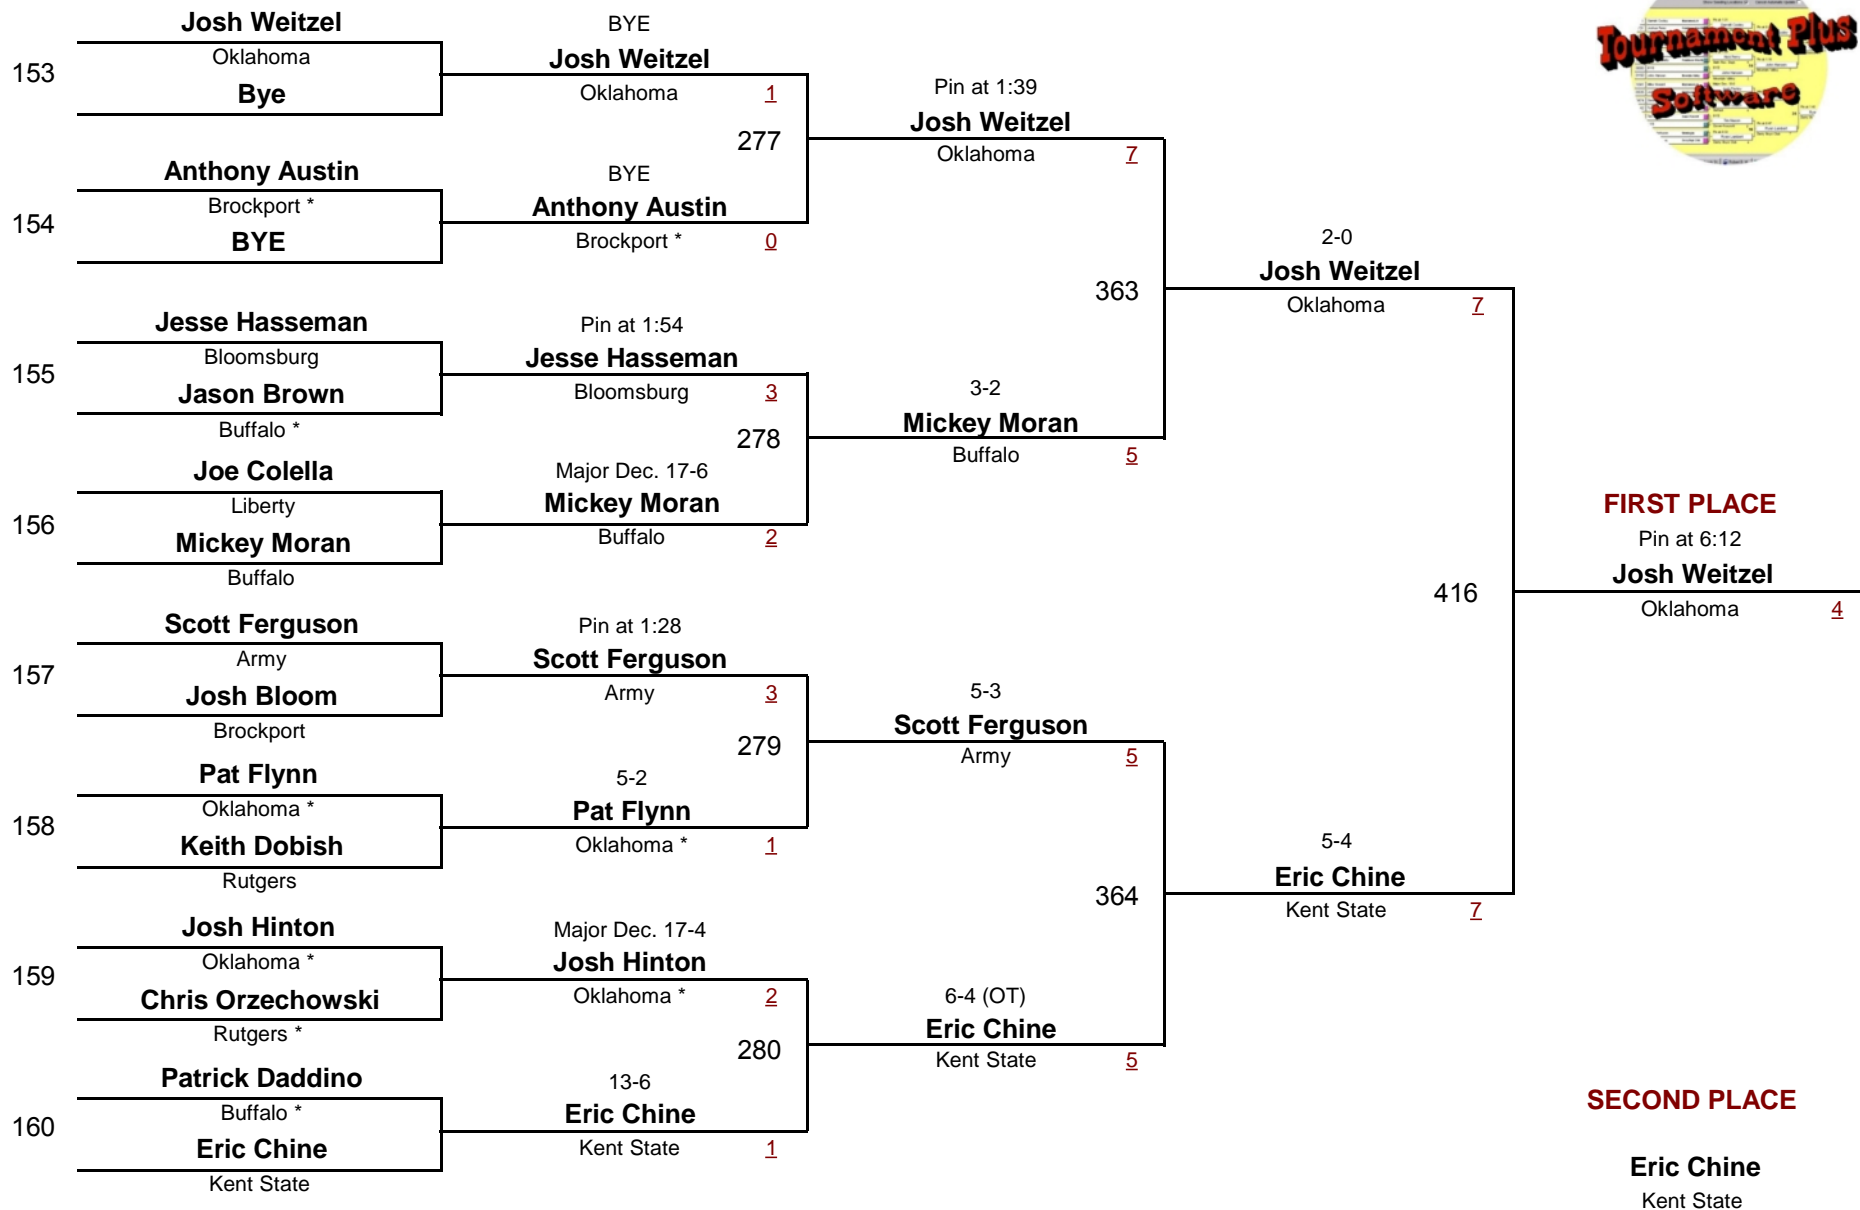 Tournament Plus
Software
Josh Weitzel
153
Oklahoma
Bye
Anthony Austin
154
Brockport *
BYE
Jesse Hasseman
155
Bloomsburg
Jason Brown
Buffalo *
Joe Colella
156
Liberty
Mickey Moran
Buffalo
Scott Ferguson
157
Army
Josh Bloom
Brockport
Pat Flynn
158
Oklahoma *
Keith Dobish
Rutgers
Josh Hinton
159
Oklahoma *
Chris Orzechowski
Rutgers *
Patrick Daddino
160
Buffalo *
Eric Chine
Kent State
BYE
Josh Weitzel
Oklahoma 1
277
BYE
Anthony Austin
Brockport * 0
Pin at 1:54
Jesse Hasseman
Bloomsburg 3
278
Major Dec. 17-6
Mickey Moran
Buffalo 2
Pin at 1:28
Scott Ferguson
Army 3
279
5-2
Pat Flynn
Oklahoma * 1
Major Dec. 17-4
Josh Hinton
Oklahoma * 2
280
13-6
Eric Chine
Kent State 1
Pin at 1:39
Josh Weitzel
Oklahoma 7
363
3-2
Mickey Moran
Buffalo 5
5-3
Scott Ferguson
Army 5
364
6-4 (OT)
Eric Chine
Kent State 5
2-0
Josh Weitzel
Oklahoma 7
416
5-4
Eric Chine
Kent State 7
FIRST PLACE
Pin at 6:12
Josh Weitzel
Oklahoma 4
SECOND PLACE
Eric Chine
Kent State